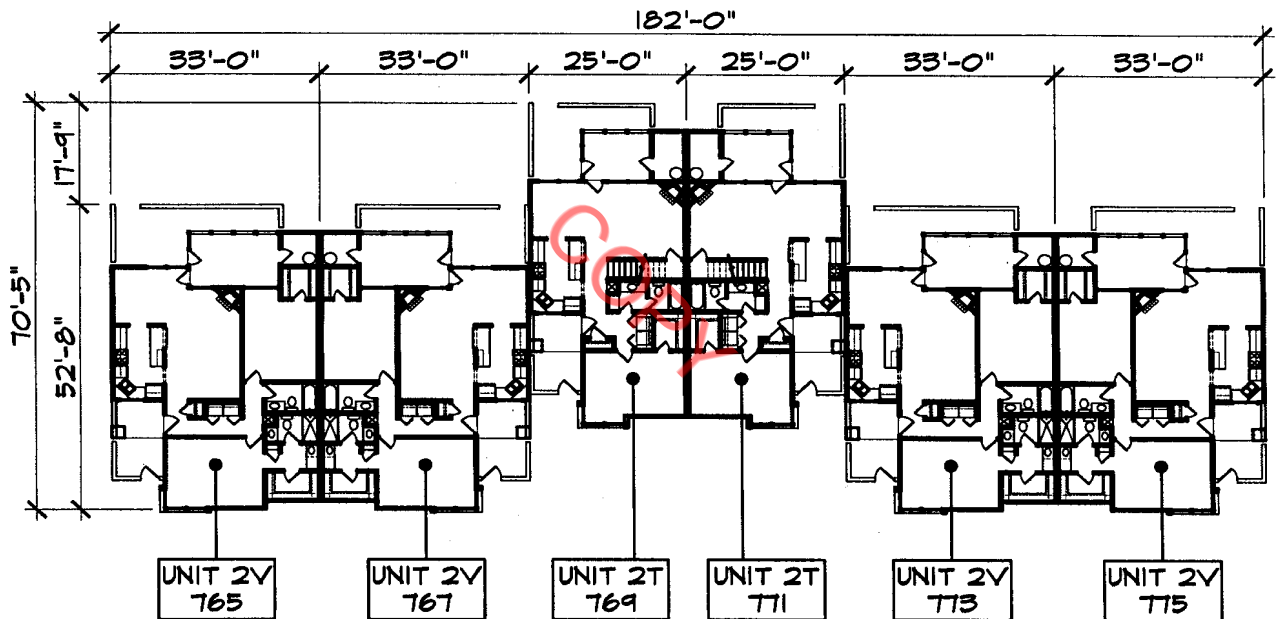 182'-0"
33'-0"
33'-0"
25'-0"
25'-0"
33'-0"
33'-0"
70'-5"
17'-9"
52'-8"
COPY
UNIT 2V
765
UNIT 2V
767
UNIT 2T
769
UNIT 2T
771
UNIT 2V
773
UNIT 2V
775